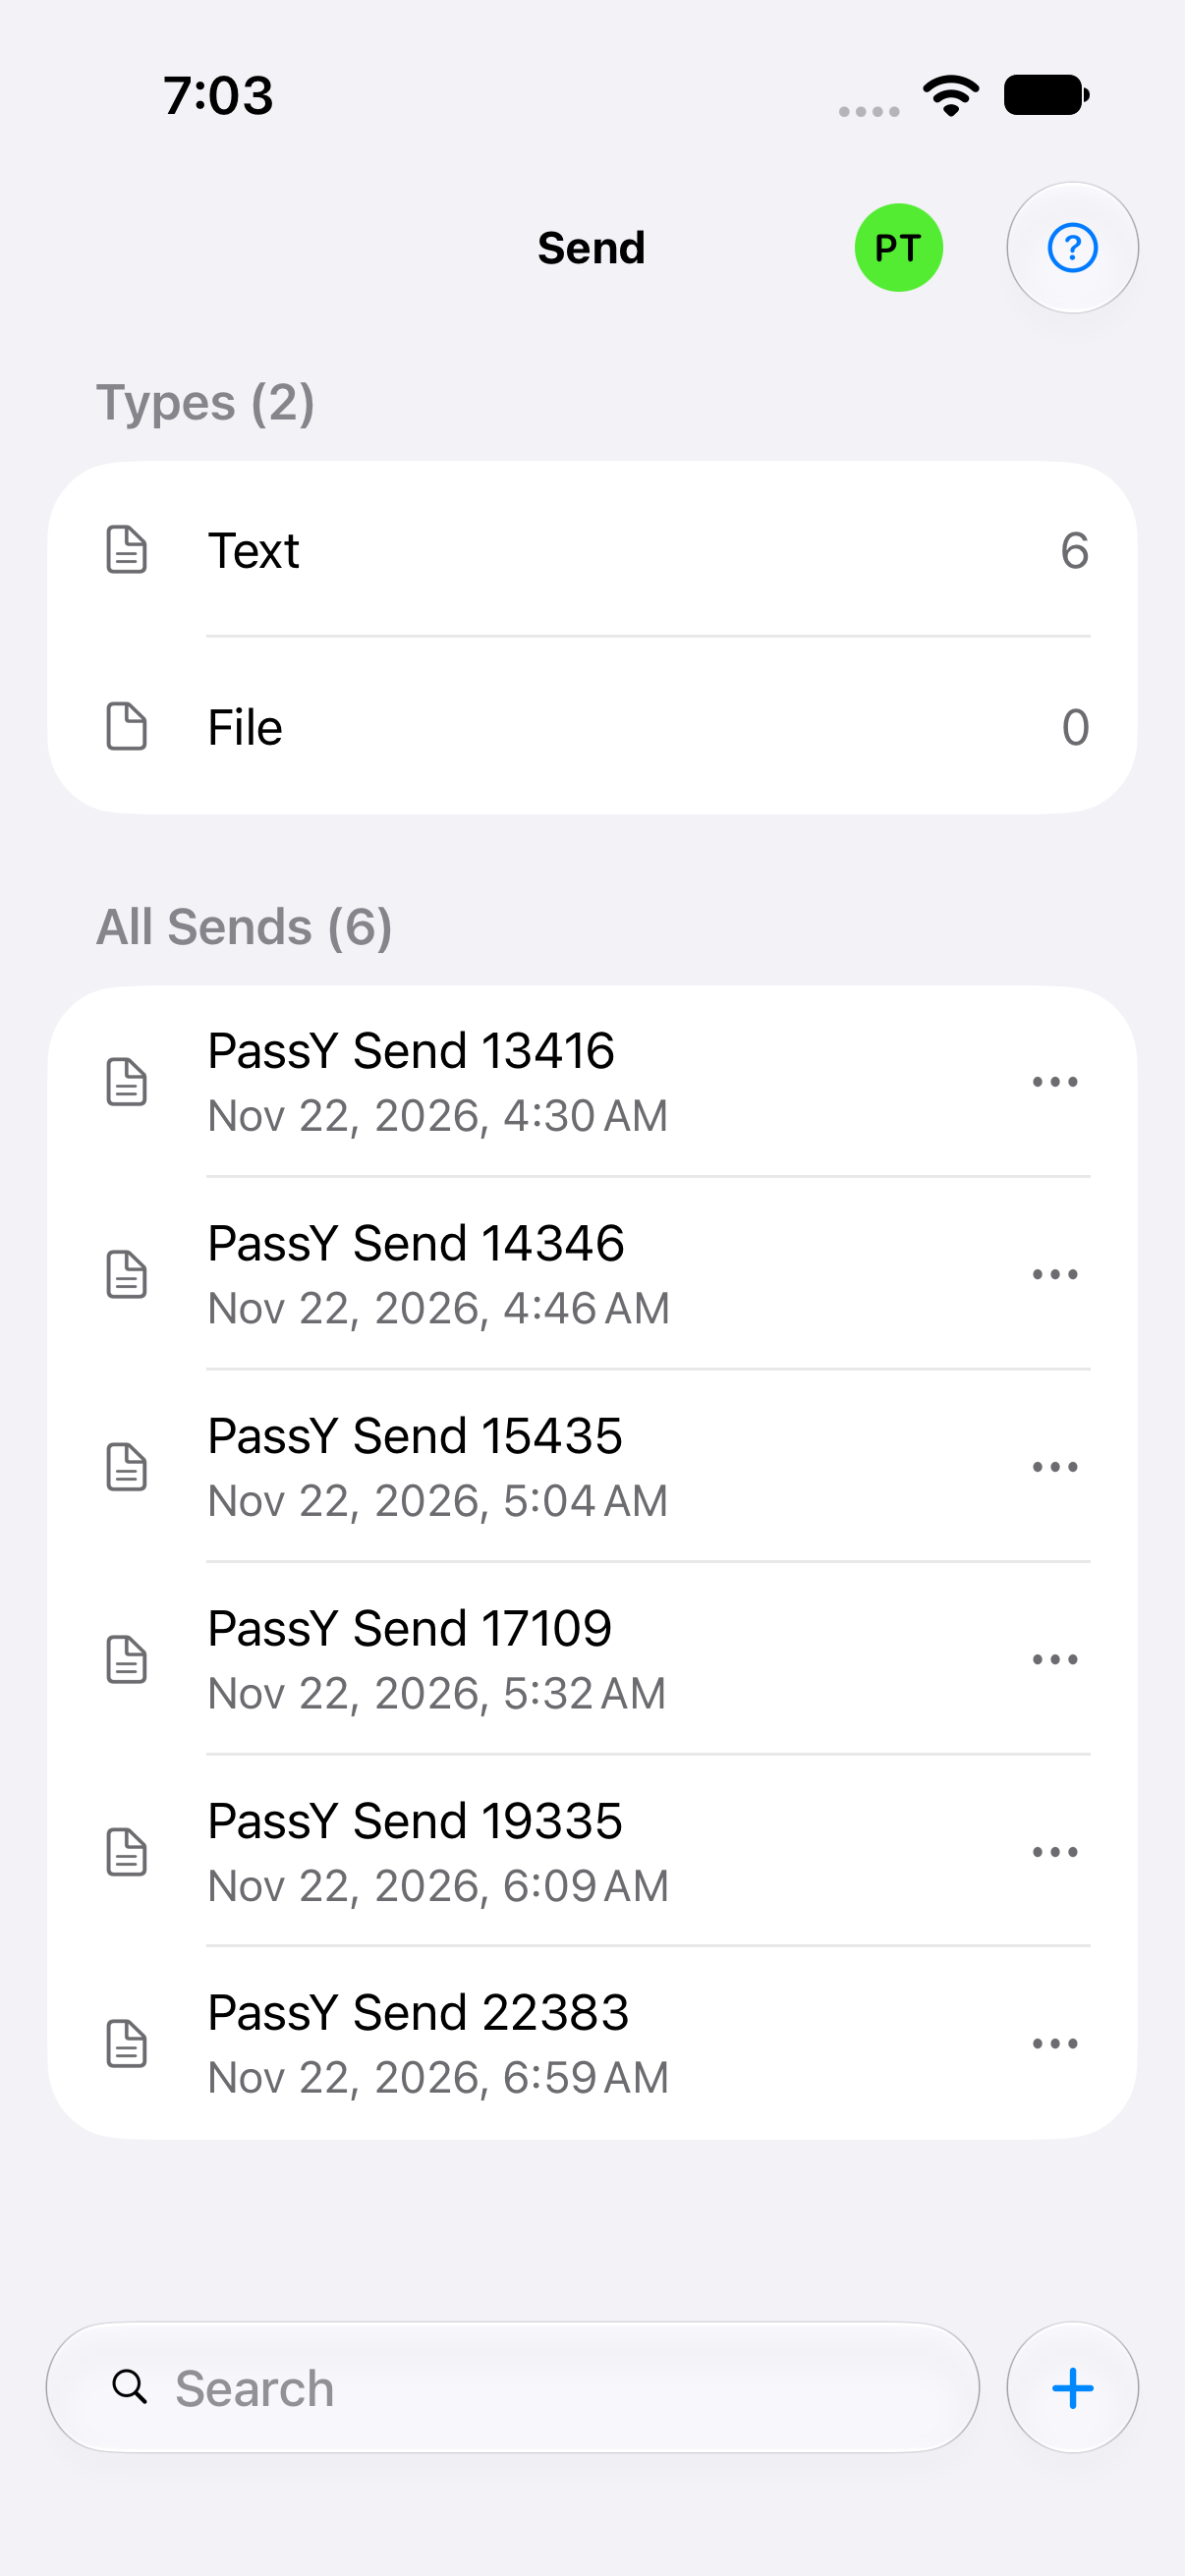 7:03
Send
PT
Types (2)
Text 6
File 0
All Sends (6)
PassY Send 13416
Nov 22, 2026, 4:30 AM
PassY Send 14346
Nov 22, 2026, 4:46 AM
PassY Send 15435
Nov 22, 2026, 5:04 AM
PassY Send 17109
Nov 22, 2026, 5:32 AM
PassY Send 19335
Nov 22, 2026, 6:09 AM
PassY Send 22383
Nov 22, 2026, 6:59 AM
Search